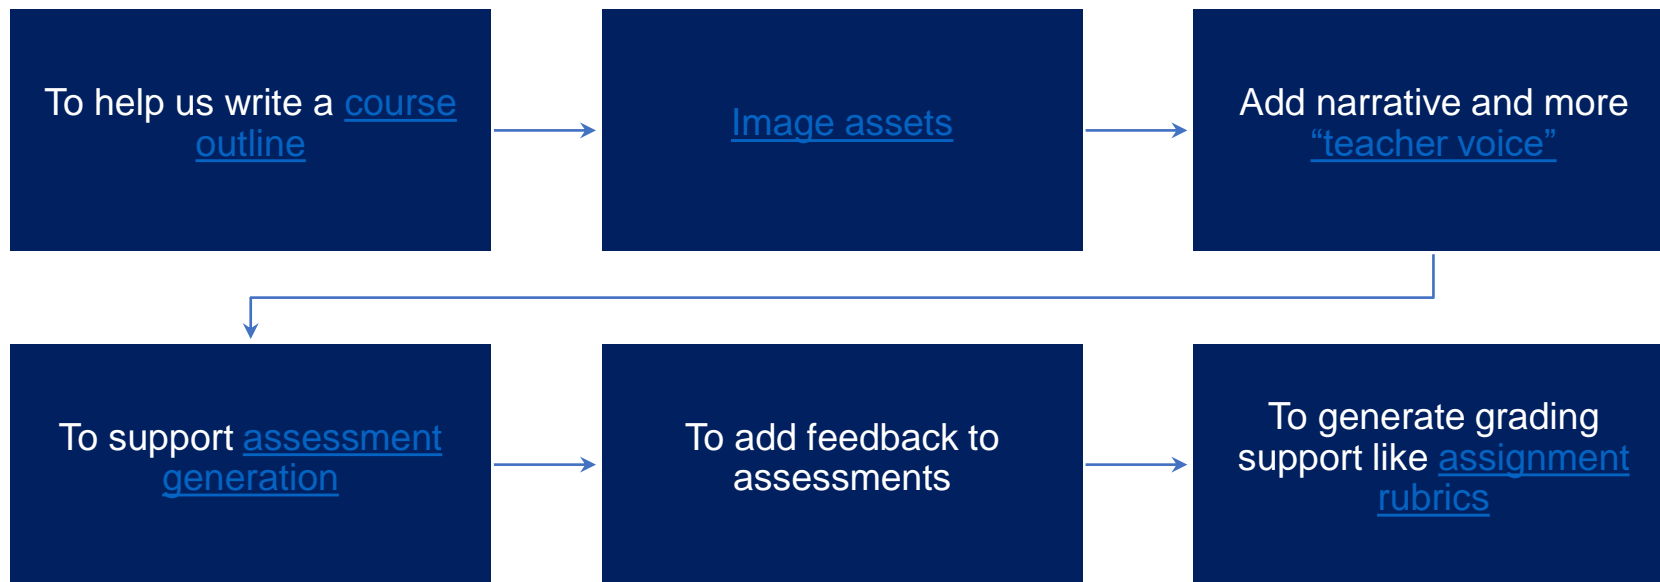 To help us write a course
outline
Image assets
Add narrative and more
“teacher voice”
To support assessment
generation
To add feedback to
assessments
To generate grading
support like assignment
rubrics